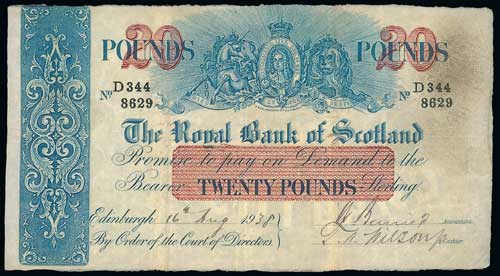 20 20
POUNDS POUNDS
No D344 8629 No D344 8629
The Royal Bank of Scotland
Promise to pay on Demand to the
Bearer TWENTY POUNDS Sterling.
Edinburgh 16th Aug 1938
By Order of the Court of Directors.